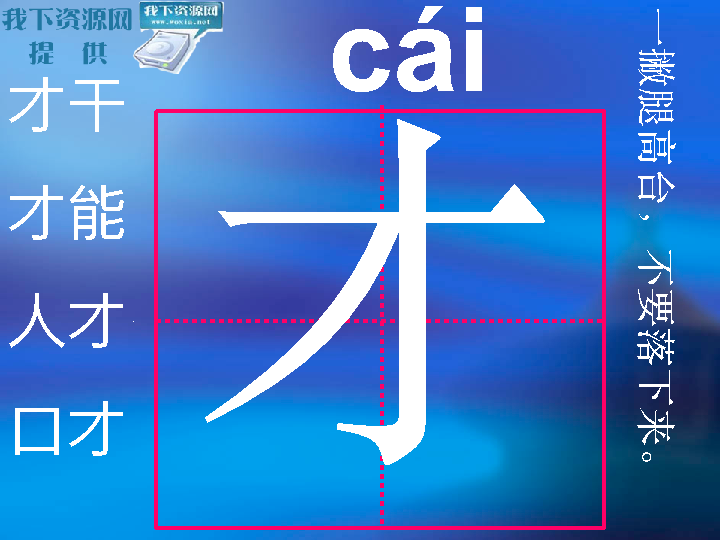 我下资源网
提 供
我下资源网
www.woxia.net
cái
才干
才能
人才
口才
才
一撇腿高台，不要落下来。